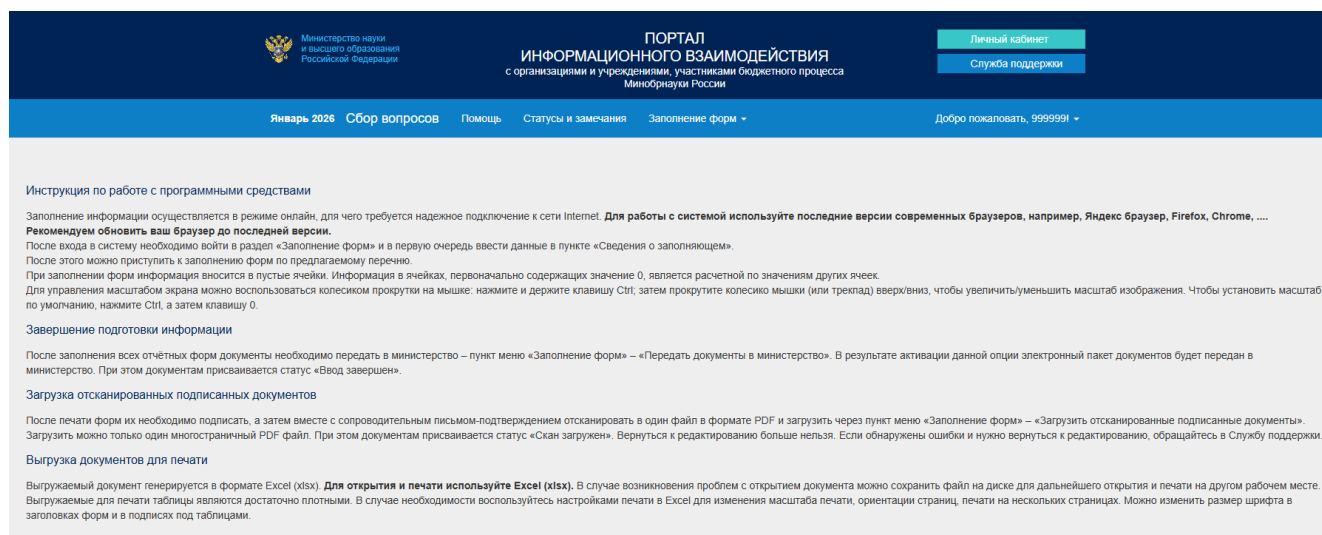 Министерство науки
и высшего образования
Российской Федерации
ПОРТАЛ
ИНФОРМАЦИОННОГО ВЗАИМОДЕЙСТВИЯ
с организациями и учреждениями, участниками бюджетного процесса
Минобрнауки России
Личный кабинет
Служба поддержки
Январь 2026 Сбор вопросов Помощь Статусы и замечания Заполнение форм Добро пожаловать, 999999!
Инструкция по работе с программными средствами
Заполнение информации осуществляется в режиме онлайн, для чего требуется надежное подключение к сети Internet. Для работы с системой используйте последние версии современных браузеров, например, Яндекс браузер, Firefox, Chrome, ....
Рекомендуем обновить ваш браузер до последней версии.
После входа в систему необходимо войти в раздел «Заполнение форм» и в первую очередь ввести данные в пункте «Сведения о заполняющем».
После этого можно приступить к заполнению форм по предлагаемому перечню.
При заполнении форм информация вносится в пустые ячейки. Информация в ячейках, первоначально содержащих значение 0, является расчетной по значениям других ячеек.
Для управления масштабом экрана можно воспользоваться колесиком прокрутки на мышке: нажмите и держите клавишу Ctrl; затем прокрутите колесико мышки (или трекпад) вверх/вниз, чтобы увеличить/уменьшить масштаб изображения. Чтобы установить масштаб
по умолчанию, нажмите Ctrl, а затем клавишу 0.
Завершение подготовки информации
После заполнения всех отчётных форм документы необходимо передать в министерство – пункт меню «Заполнение форм» – «Передать документы в министерство». В результате активации данной опции электронный пакет документов будет передан в
министерство. При этом документам присваивается статус «Ввод завершен».
Загрузка отсканированных подписанных документов
После печати форм их необходимо подписать, а затем вместе с сопроводительным письмом-подтверждением отсканировать в один файл в формате PDF и загрузить через пункт меню «Заполнение форм» – «Загрузить отсканированные подписанные документы».
Загрузить можно только один многостраничный PDF файл. При этом документам присваивается статус «Скан загружен». Вернуться к редактированию больше нельзя. Если обнаружены ошибки и нужно вернуться к редактированию, обращайтесь в Службу поддержки.
Выгрузка документов для печати
Выгружаемый документ генерируется в формате Excel (xlsx). Для открытия и печати используйте Excel (xlsx). В случае возникновения проблем с открытием документа можно сохранить файл на диске для дальнейшего открытия и печати на другом рабочем месте.
Выгружаемые для печати таблицы являются достаточно плотными. В случае необходимости воспользуйтесь настройками печати в Excel для изменения масштаба печати, ориентации страниц, печати на нескольких страницах. Можно изменить размер шрифта в
заголовках форм и в подписях под таблицами.